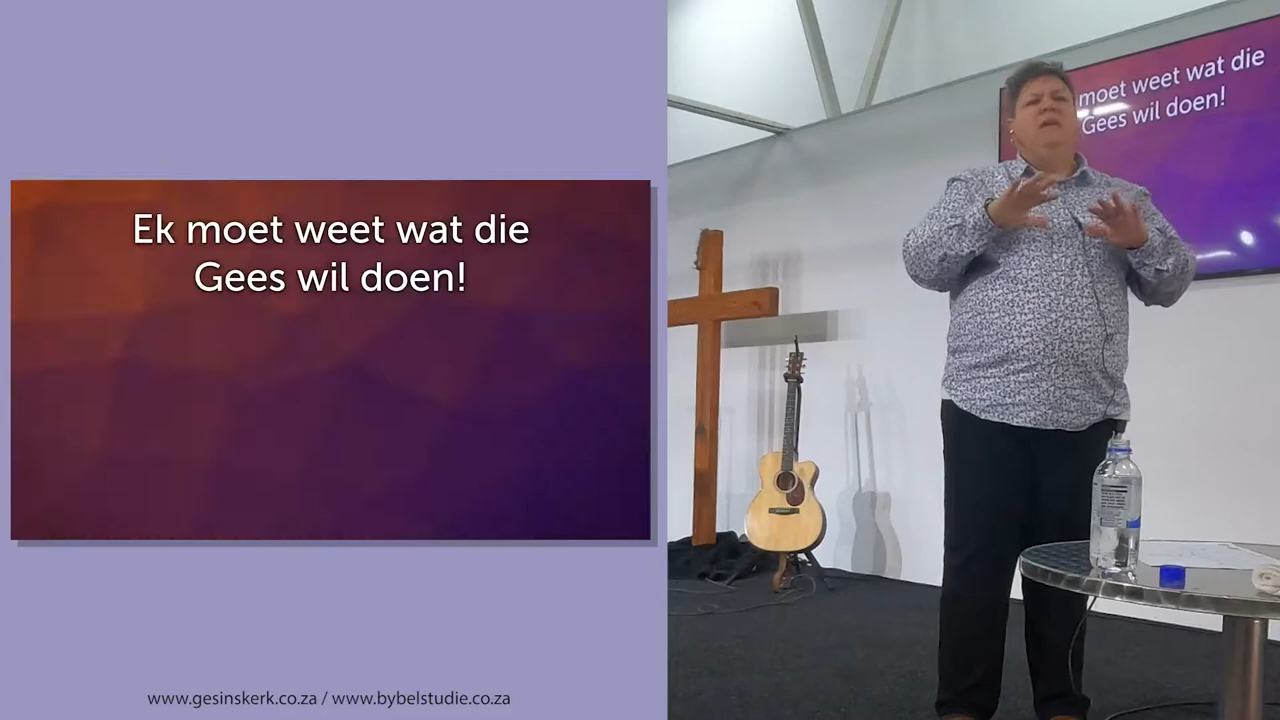 Ek moet weet wat die
Gees wil doen!
www.gesinskerk.co.za / www.bybelstudie.co.za
moet weet wat die
Gees wil doen!